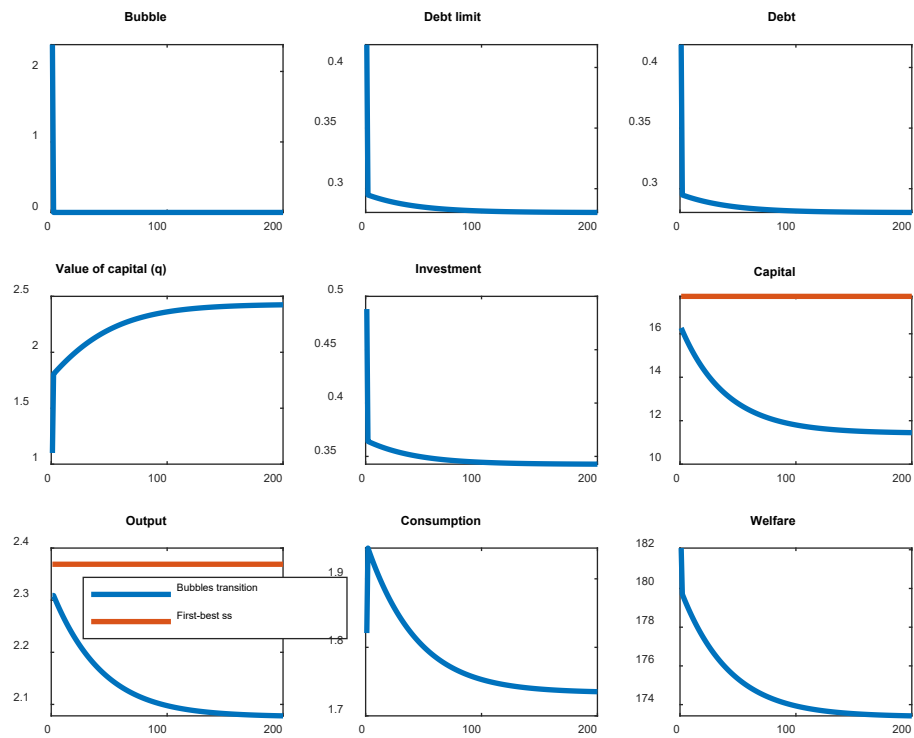 Bubble
Debt limit
Debt
2
1
0
0 100 200
0.4
0.35
0.3
0 100 200
0.4
0.35
0.3
0 100 200
Value of capital (q)
Investment
Capital
2.5
2
1.5
1
0 100 200
0.5
0.45
0.4
0.35
0 100 200
16
14
12
10
0 100 200
Output
Consumption
Welfare
2.4
2.3
2.2
2.1
0 100 200
Bubbles transition
First-best ss
1.9
1.8
1.7
0 100 200
182
180
178
176
174
0 100 200